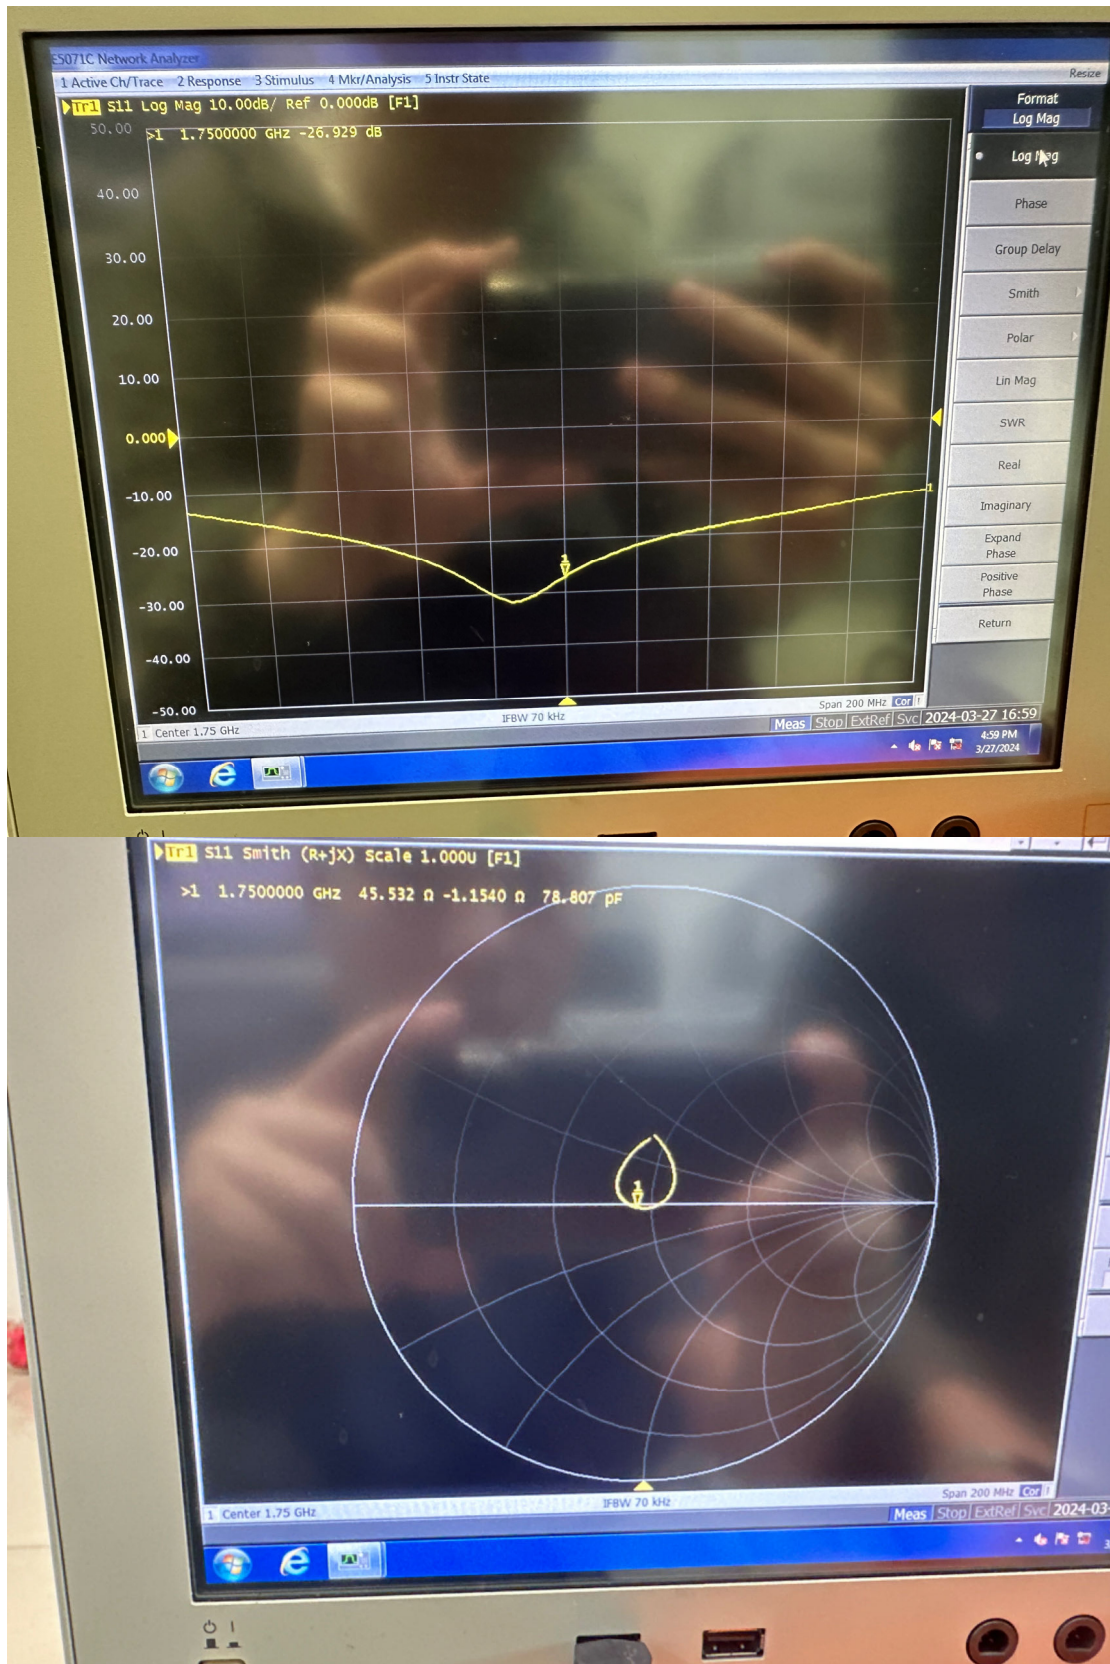 E5071C Network Analyzer
1 Active Ch/Trace 2 Response 3 Stimulus 4 Mkr/Analysis 5 Instr State
Resize
Tr1 S11 Log Mag 10.00dB/ Ref 0.000dB [F1]
>1 1.7500000 GHz -26.929 dB
50.00
40.00
30.00
20.00
10.00
0.000
-10.00
-20.00
-30.00
-40.00
-50.00
1
1
Format
Log Mag
Log Mag
Phase
Group Delay
Smith
Polar
Lin Mag
SWR
Real
Imaginary
Expand
Phase
Positive
Phase
Return
1 Center 1.75 GHz
IFBW 70 kHz
Span 200 MHz Cor !
Meas Stop ExtRef Svc 2024-03-27 16:59
4:59 PM
3/27/2024
Tr1 S11 Smith (R+jX) Scale 1.000U [F1]
>1 1.7500000 GHz 45.532 Ω -1.1540 Ω 78.807 pF
1
1 Center 1.75 GHz
IFBW 70 kHz
Span 200 MHz Cor !
Meas Stop ExtRef Svc 2024-03-